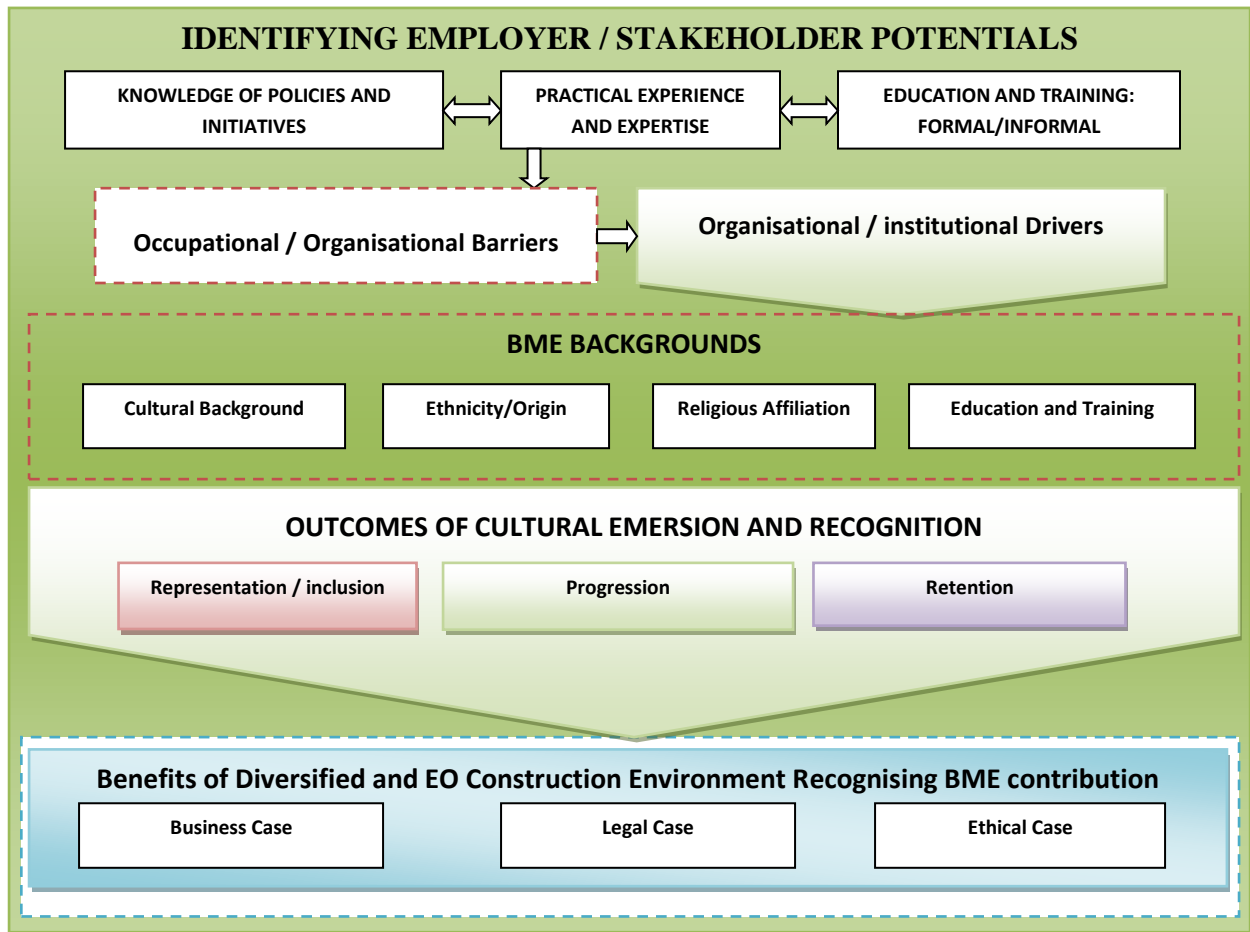 IDENTIFYING EMPLOYER / STAKEHOLDER POTENTIALS
KNOWLEDGE OF POLICIES AND
INITIATIVES
PRACTICAL EXPERIENCE
AND EXPERTISE
EDUCATION AND TRAINING:
FORMAL/INFORMAL
Occupational / Organisational Barriers
Organisational / institutional Drivers
BME BACKGROUNDS
Cultural Background
Ethnicity/Origin
Religious Affiliation
Education and Training
OUTCOMES OF CULTURAL EMERSION AND RECOGNITION
Representation / inclusion
Progression
Retention
Benefits of Diversified and EO Construction Environment Recognising BME contribution
Business Case
Legal Case
Ethical Case